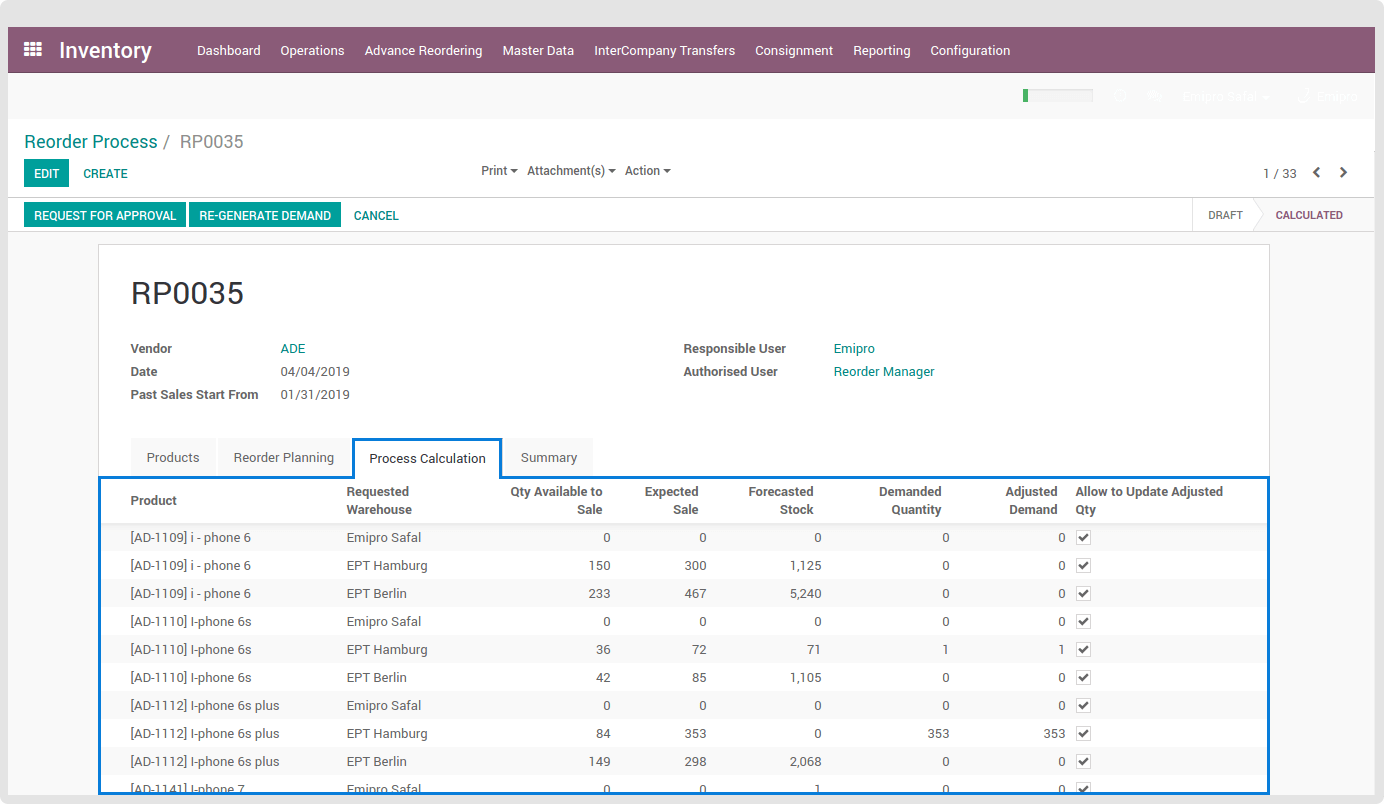 Inventory Dashboard Operations Advance Reordering Master Data InterCompany Transfers Consignment Reporting Configuration
Reorder Process / RP0035
EDIT CREATE Print Attachment(s) Action 1 / 33
REQUEST FOR APPROVAL RE-GENERATE DEMAND CANCEL DRAFT CALCULATED
RP0035
Vendor ADE Responsible User Emipro
Date 04/04/2019 Authorised User Reorder Manager
Past Sales Start From 01/31/2019
Products Reorder Planning Process Calculation Summary
Product Requested Warehouse Qty Available to Sale Expected Sale Forecasted Stock Demanded Quantity Adjusted Demand Allow to Update Adjusted Qty
[AD-1109] i - phone 6 Emipro Safal 0 0 0 0 0
[AD-1109] i - phone 6 EPT Hamburg 150 300 1,125 0 0
[AD-1109] i - phone 6 EPT Berlin 233 467 5,240 0 0
[AD-1110] I-phone 6s Emipro Safal 0 0 0 0 0
[AD-1110] I-phone 6s EPT Hamburg 36 72 71 1 1
[AD-1110] I-phone 6s EPT Berlin 42 85 1,105 0 0
[AD-1112] I-phone 6s plus Emipro Safal 0 0 0 0 0
[AD-1112] I-phone 6s plus EPT Hamburg 84 353 0 353 353
[AD-1112] I-phone 6s plus EPT Berlin 149 298 2,068 0 0
[AD-1141] I-phone 7 Emipro Safal 0 0 1 0 0